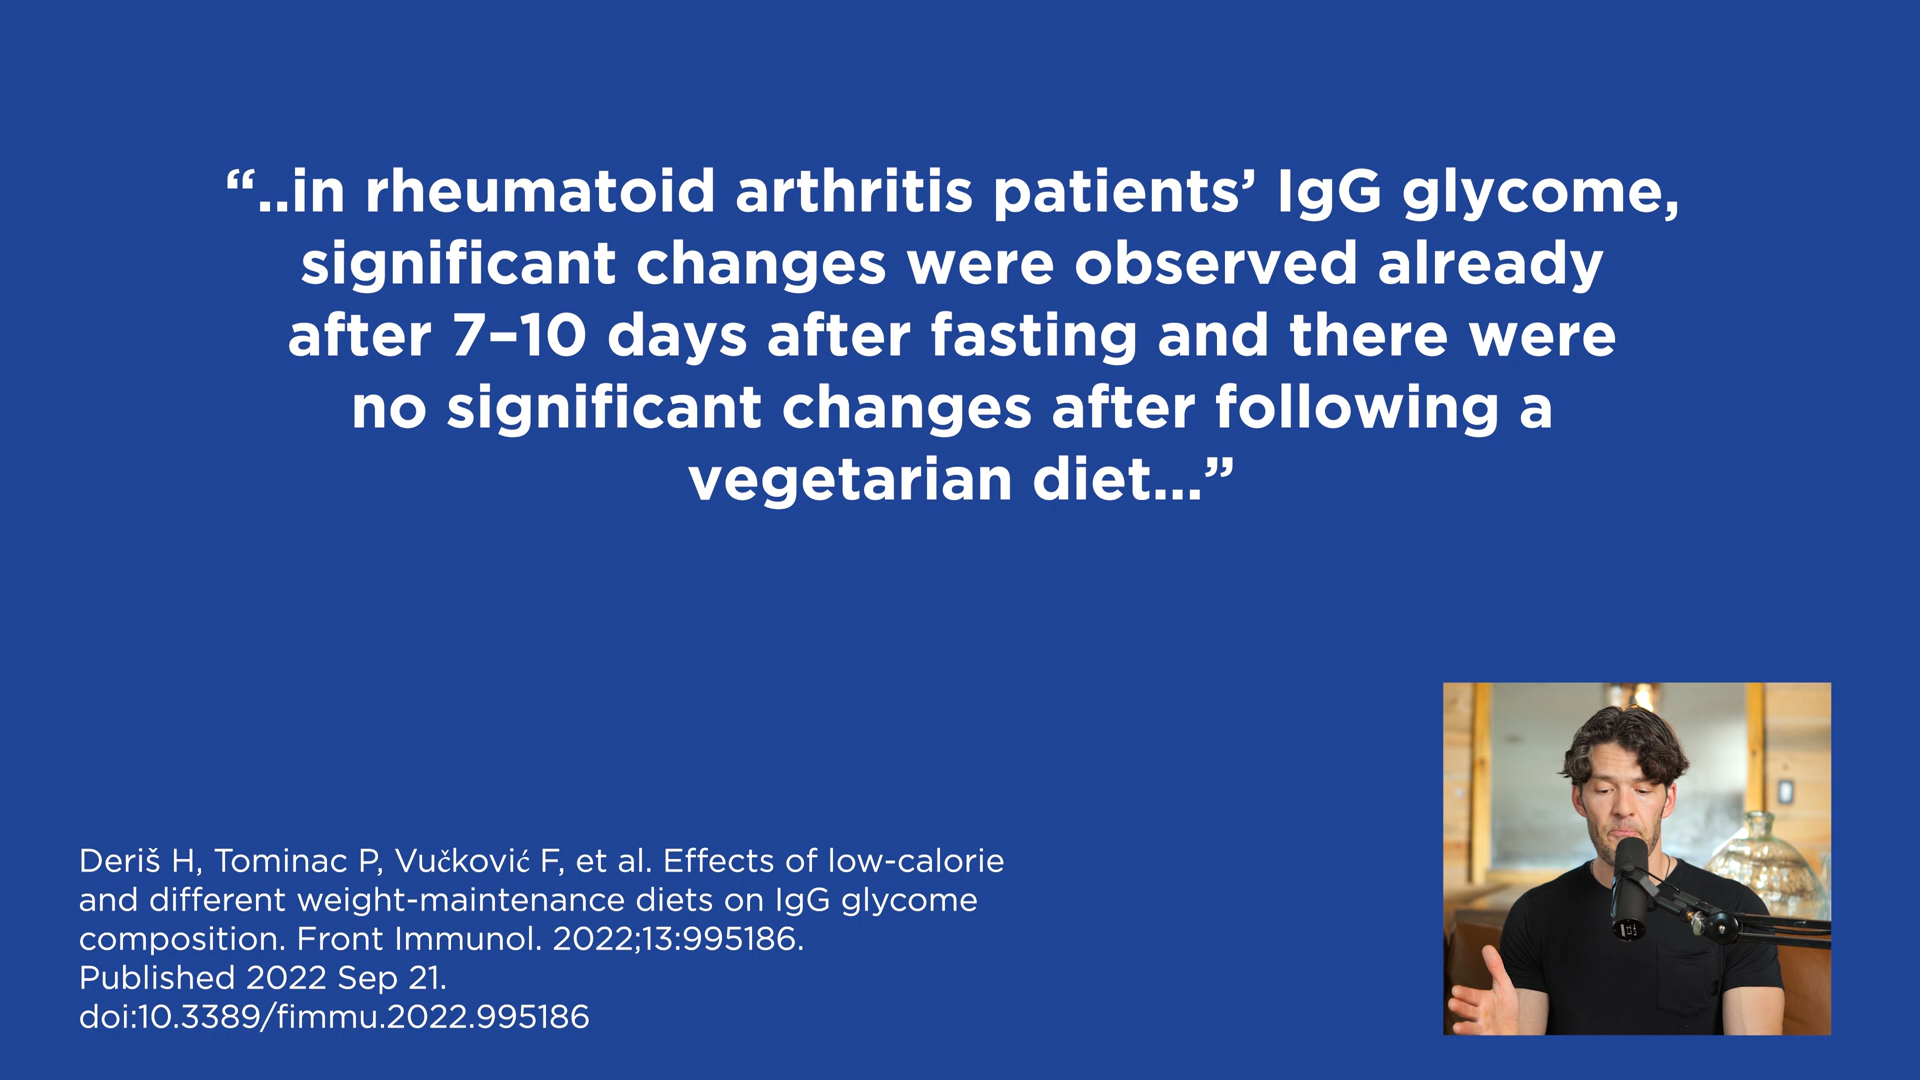 “..in rheumatoid arthritis patients’ IgG glycome,
significant changes were observed already
after 7–10 days after fasting and there were
no significant changes after following a
vegetarian diet...”
Deriš H, Tominac P, Vučković F, et al. Effects of low-calorie
and different weight-maintenance diets on IgG glycome
composition. Front Immunol. 2022;13:995186.
Published 2022 Sep 21.
doi:10.3389/fimmu.2022.995186